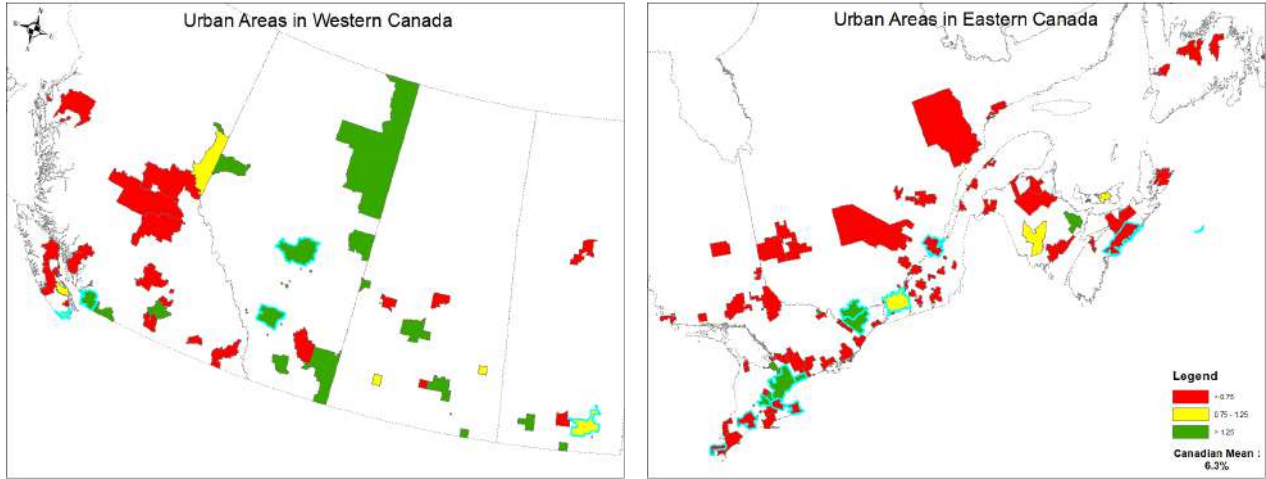 Urban Areas in Western Canada
N
Urban Areas in Eastern Canada
Legend
< 0.75
0.75 - 1.25
> 1.25
Canadian Mean :
6.3%